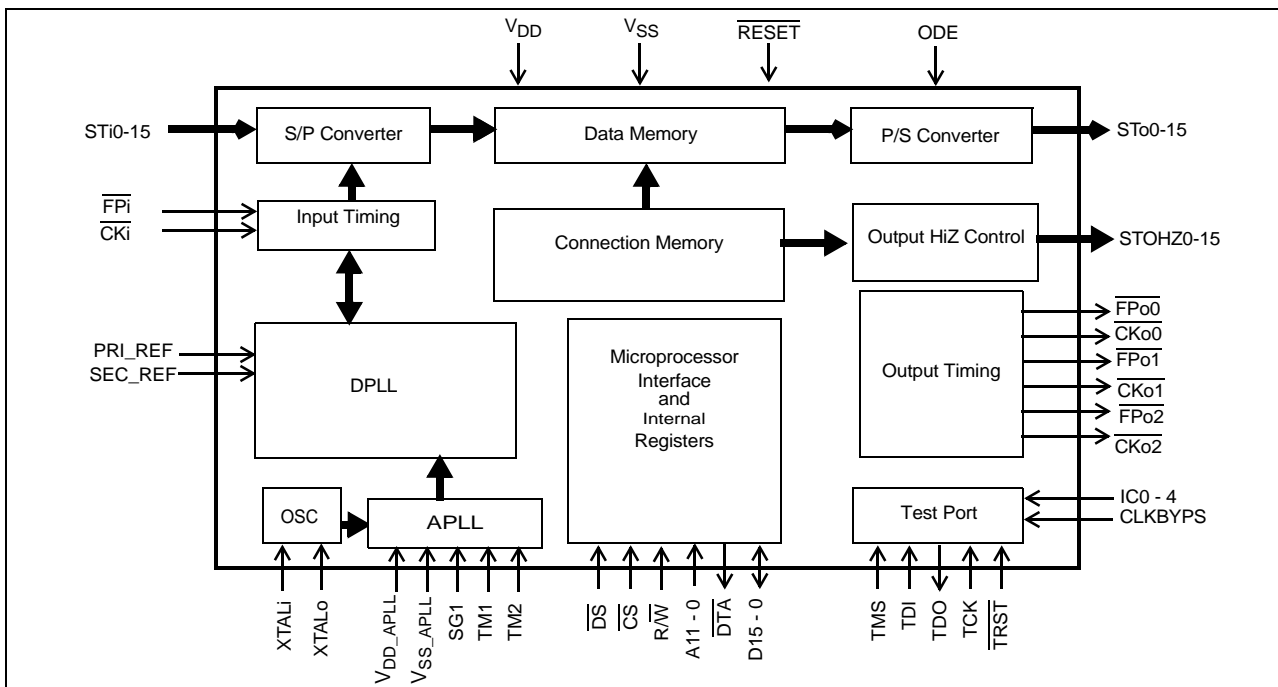 VDD
VSS
RESET
ODE
STi0-15
S/P Converter
Data Memory
P/S Converter
STo0-15
FPi
CKi
Input Timing
Connection Memory
Output HiZ Control
STOHZ0-15
PRI_REF
SEC_REF
DPLL
Microprocessor
Interface
and
Internal
Registers
Output Timing
FPo0
CKo0
FPo1
CKo1
FPo2
CKo2
OSC
APLL
Test Port
IC0 - 4
CLKBYPS
XTALi
XTALo
VDD_APLL
VSS_APLL
SG1
TM1
TM2
DS
CS
R/W
A11 - 0
DTA
D15 - 0
TMS
TDI
TDO
TCK
TRST